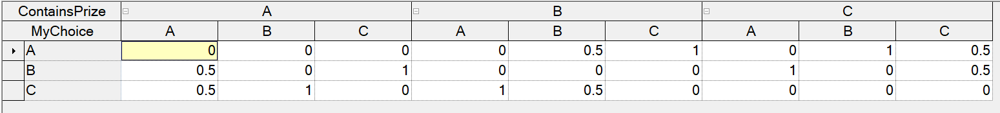 ContainsPrize A B C
MyChoice A B C A B C A B C
A 0 0 0 0 0.5 1 0 1 0.5
B 0.5 0 1 0 0 0 1 0 0.5
C 0.5 1 0 1 0.5 0 0 0 0